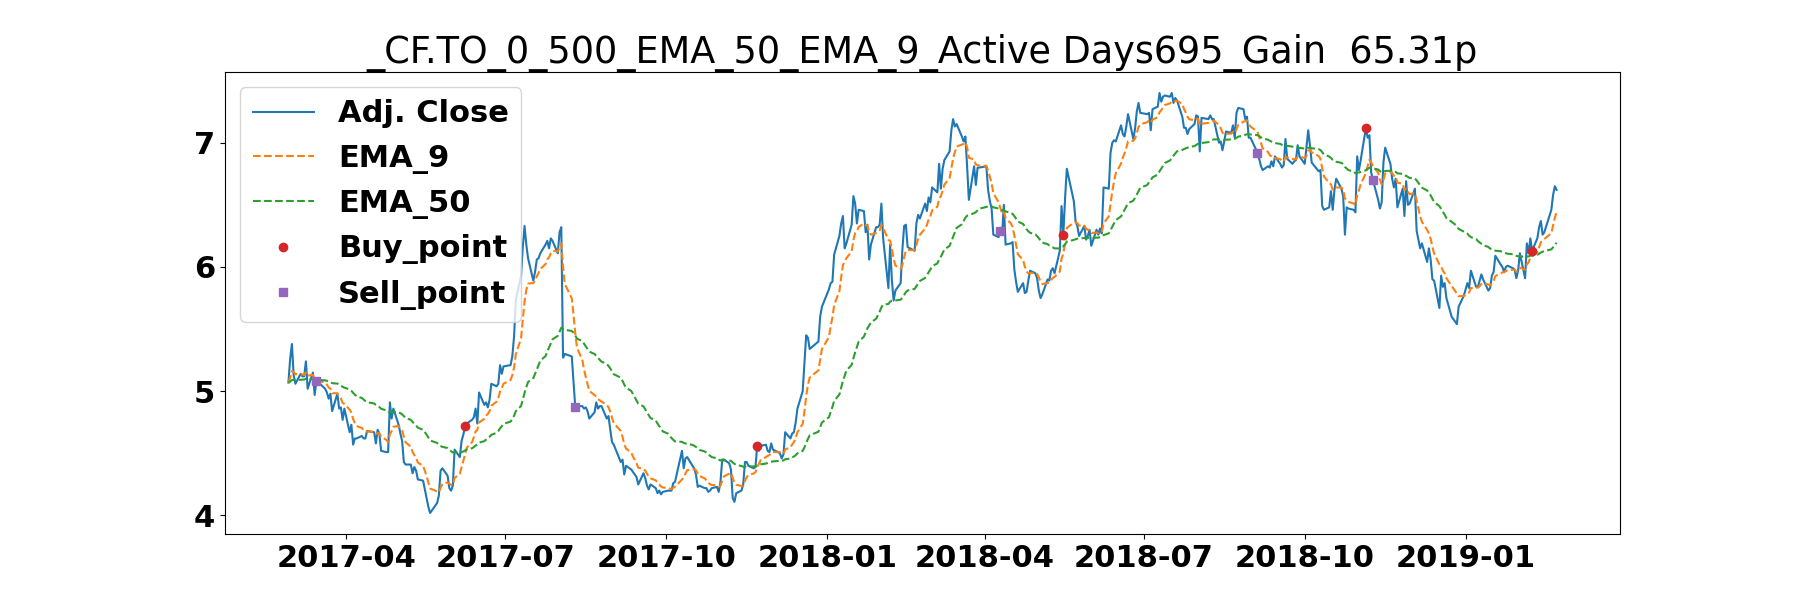 _CF.TO_0_500_EMA_50_EMA_9_Active Days695_Gain  65.31p
Adj. Close
EMA_9
EMA_50
Buy_point
Sell_point
7
6
5
4
2017-04 2017-07 2017-10 2018-01 2018-04 2018-07 2018-10 2019-01